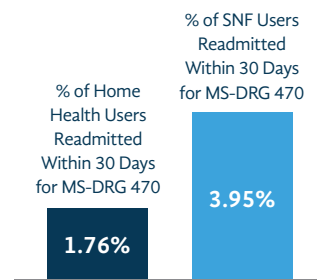 % of Home
Health Users
Readmitted
Within 30 Days
for MS-DRG 470
1.76%
% of SNF Users
Readmitted
Within 30 Days
for MS-DRG 470
3.95%